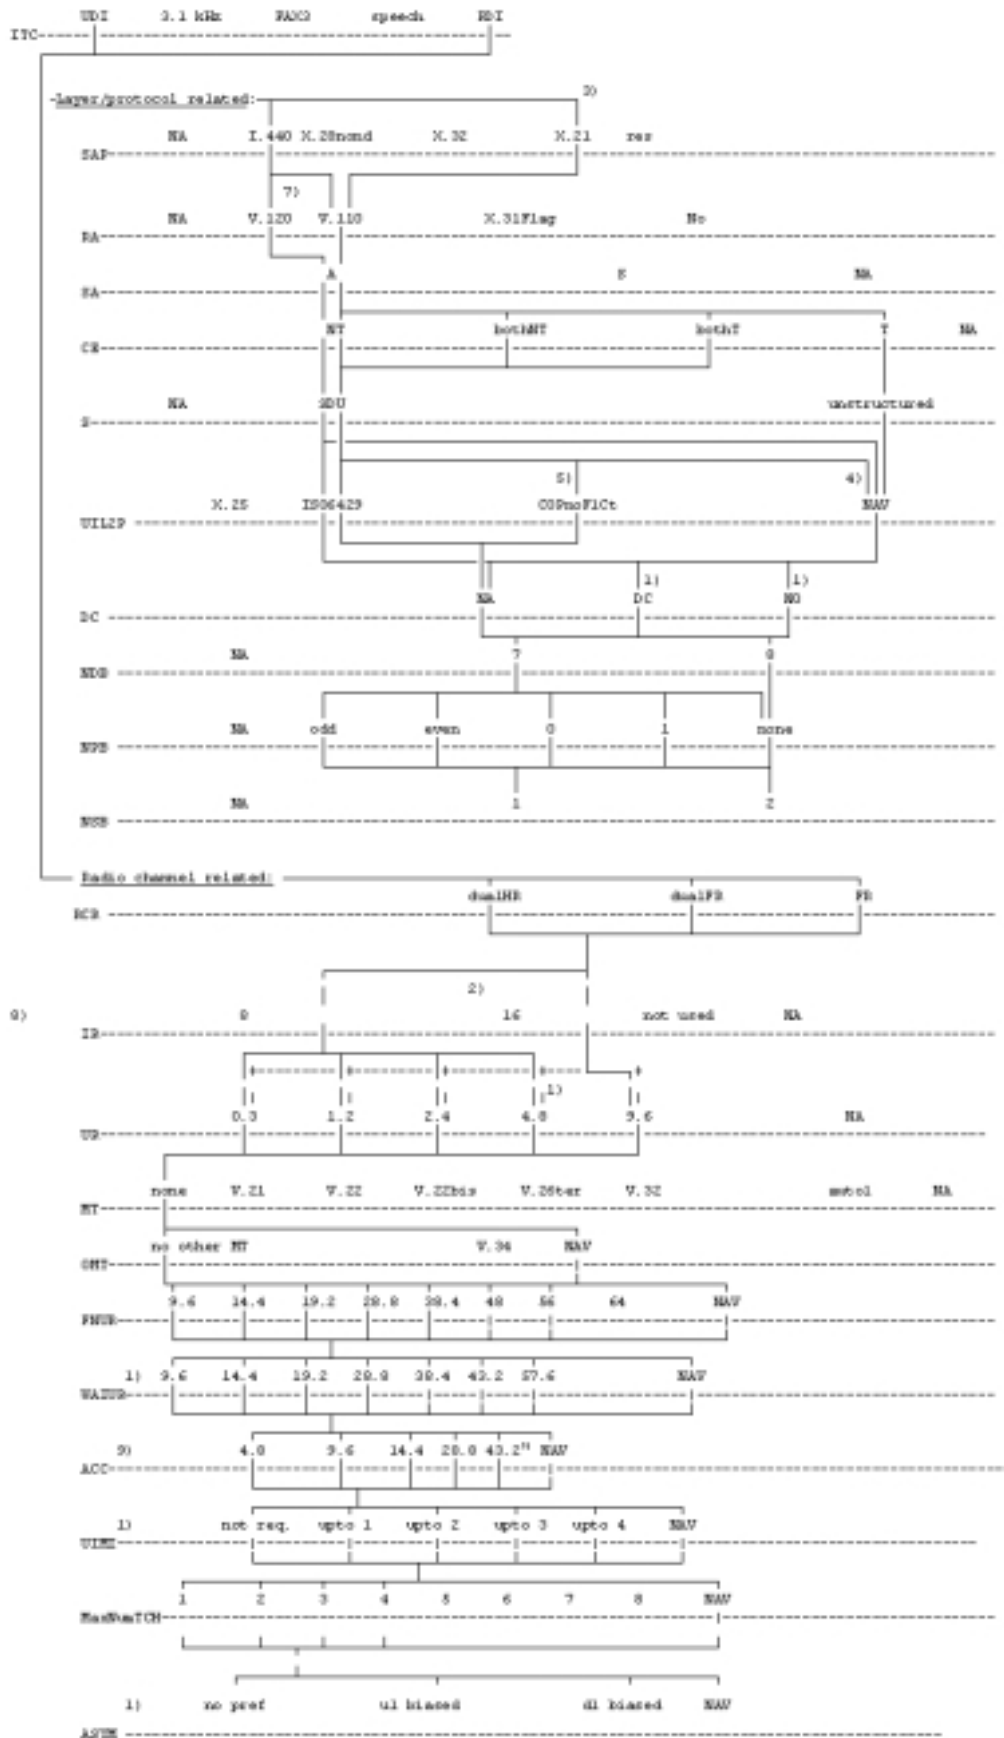 UDI 3.1 kHz FAX3 speech RDI
ITC
Layer/protocol related:
3)
NA I.440 X.28nond X.32 X.21 res
SAP
7)
NA V.120 V.110 X.31Flag No
RA
A S NA
SA
NT bothNT bothT T NA
CE
NA SDU unstructured
S
5) 4)
X.25 ISO6429 COPnoFlCt NAV
UIL2P
1) 1)
NA DC NO
DC
NA 7 8
NDB
NA odd even 0 1 none
NPB
NA 1 2
NSB
Radio channel related:
dualHR dualFR FR
RCR
2)
8) 8 16 not used NA
IR
1)
0.3 1.2 2.4 4.8 9.6 NA
UR
none V.21 V.22 V.22bis V.26ter V.32 autol NA
MT
no other MT V.34 NAV
OMT
9.6 14.4 19.2 28.8 38.4 48 56 64 NAV
FNUR
1) 9.6 14.4 19.2 28.8 38.4 43.2 57.6 NAV
WAIUR
9) 4.8 9.6 14.4 28.8 43.2 NAV
ACC
1) not req. upto 1 upto 2 upto 3 upto 4 NAV
UIMI
1 2 3 4 5 6 7 8 NAV
MaxNumTCH
1) no pref ul biased dl biased NAV
ASYM